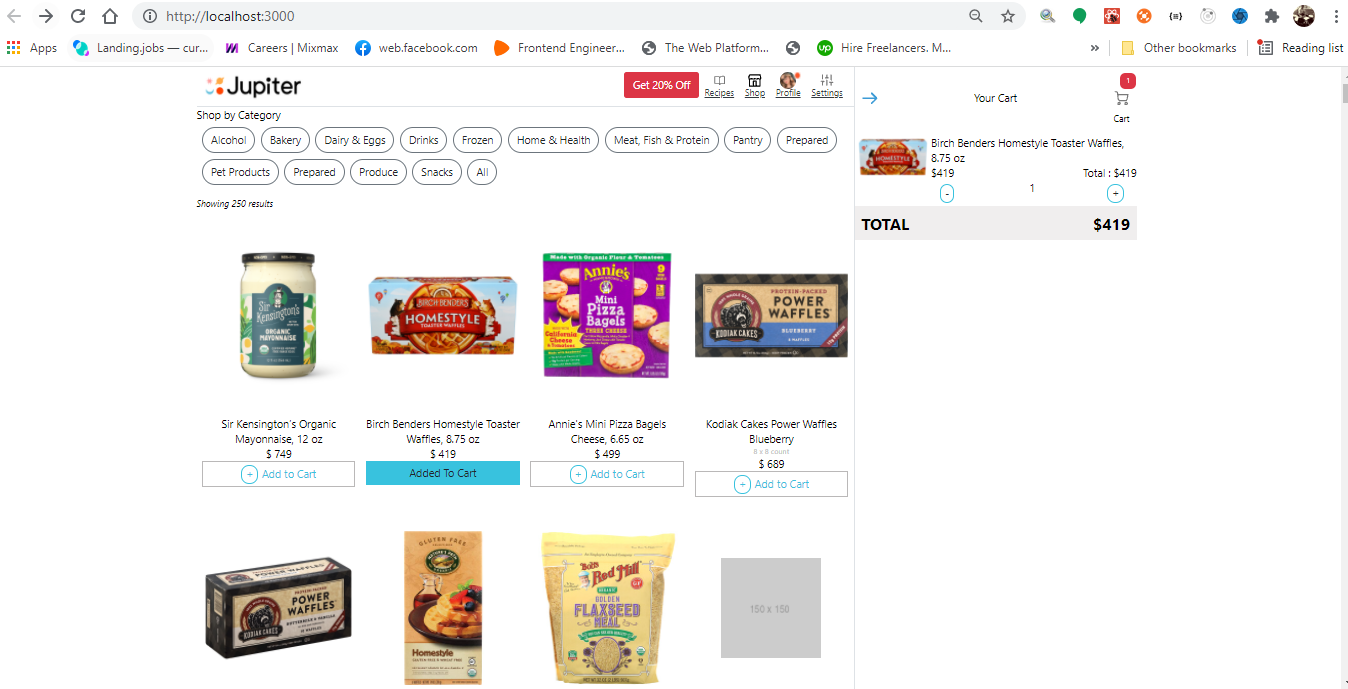 http://localhost:3000
Apps
Landing.jobs — cur...
Careers | Mixmax
web.facebook.com
Frontend Engineer...
The Web Platform...
Hire Freelancers. M...
»
Other bookmarks
Reading list
Jupiter
Get 20% Off
Recipes
Shop
Profile
Settings
Shop by Category
Alcohol
Bakery
Dairy & Eggs
Drinks
Frozen
Home & Health
Meat, Fish & Protein
Pantry
Prepared
Pet Products
Prepared
Produce
Snacks
All
Showing 250 results
Your Cart
1
Cart
Birch Benders Homestyle Toaster Waffles,
8.75 oz
$419
Total : $419
-
1
+
TOTAL
$419
Sir
Kensington's
ORGANIC
MAYONNAISE
BIRCH BENDERS
HOMESTYLE
TOASTER WAFFLES
Made with Organic Flour & Tomatoes
Annie's
Mini
Pizza
Bagels
THREE CHEESE
California
Cheese
& Tomatoes
PROTEIN-PACKED
POWER
WAFFLES
BLUEBERRY
KODIAK CAKES
Sir Kensington's Organic
Mayonnaise, 12 oz
$ 749
+ Add to Cart
Birch Benders Homestyle Toaster
Waffles, 8.75 oz
$ 419
Added To Cart
Annie's Mini Pizza Bagels
Cheese, 6.65 oz
$ 499
+ Add to Cart
Kodiak Cakes Power Waffles
Blueberry
8 x 8 count
$ 689
+ Add to Cart
POWER
WAFFLES
KODIAK CAKES
GLUTEN FREE
NATURE'S PATH
Homestyle
Bob's
Red Mill
GOLDEN
FLAXSEED
MEAL
150 x 150